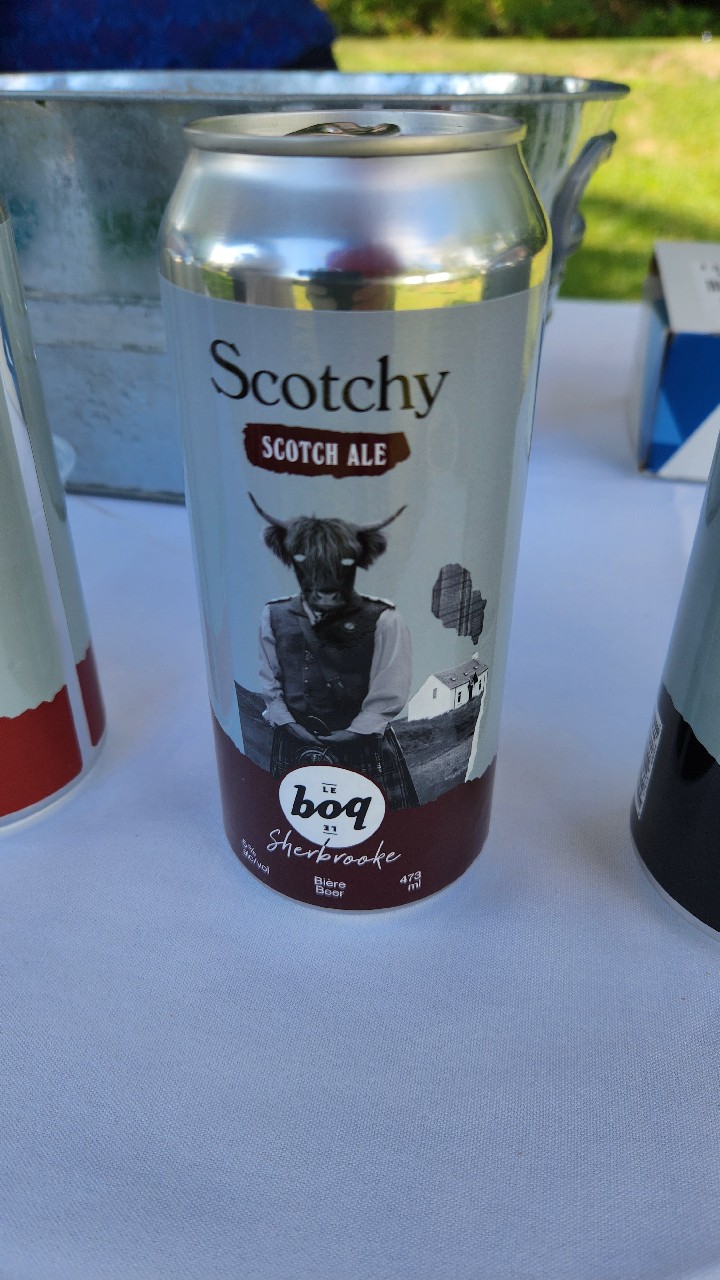 Scotchy
SCOTCH ALE
LE
boq
Sherbrooke
Bière
Beer
473
ml